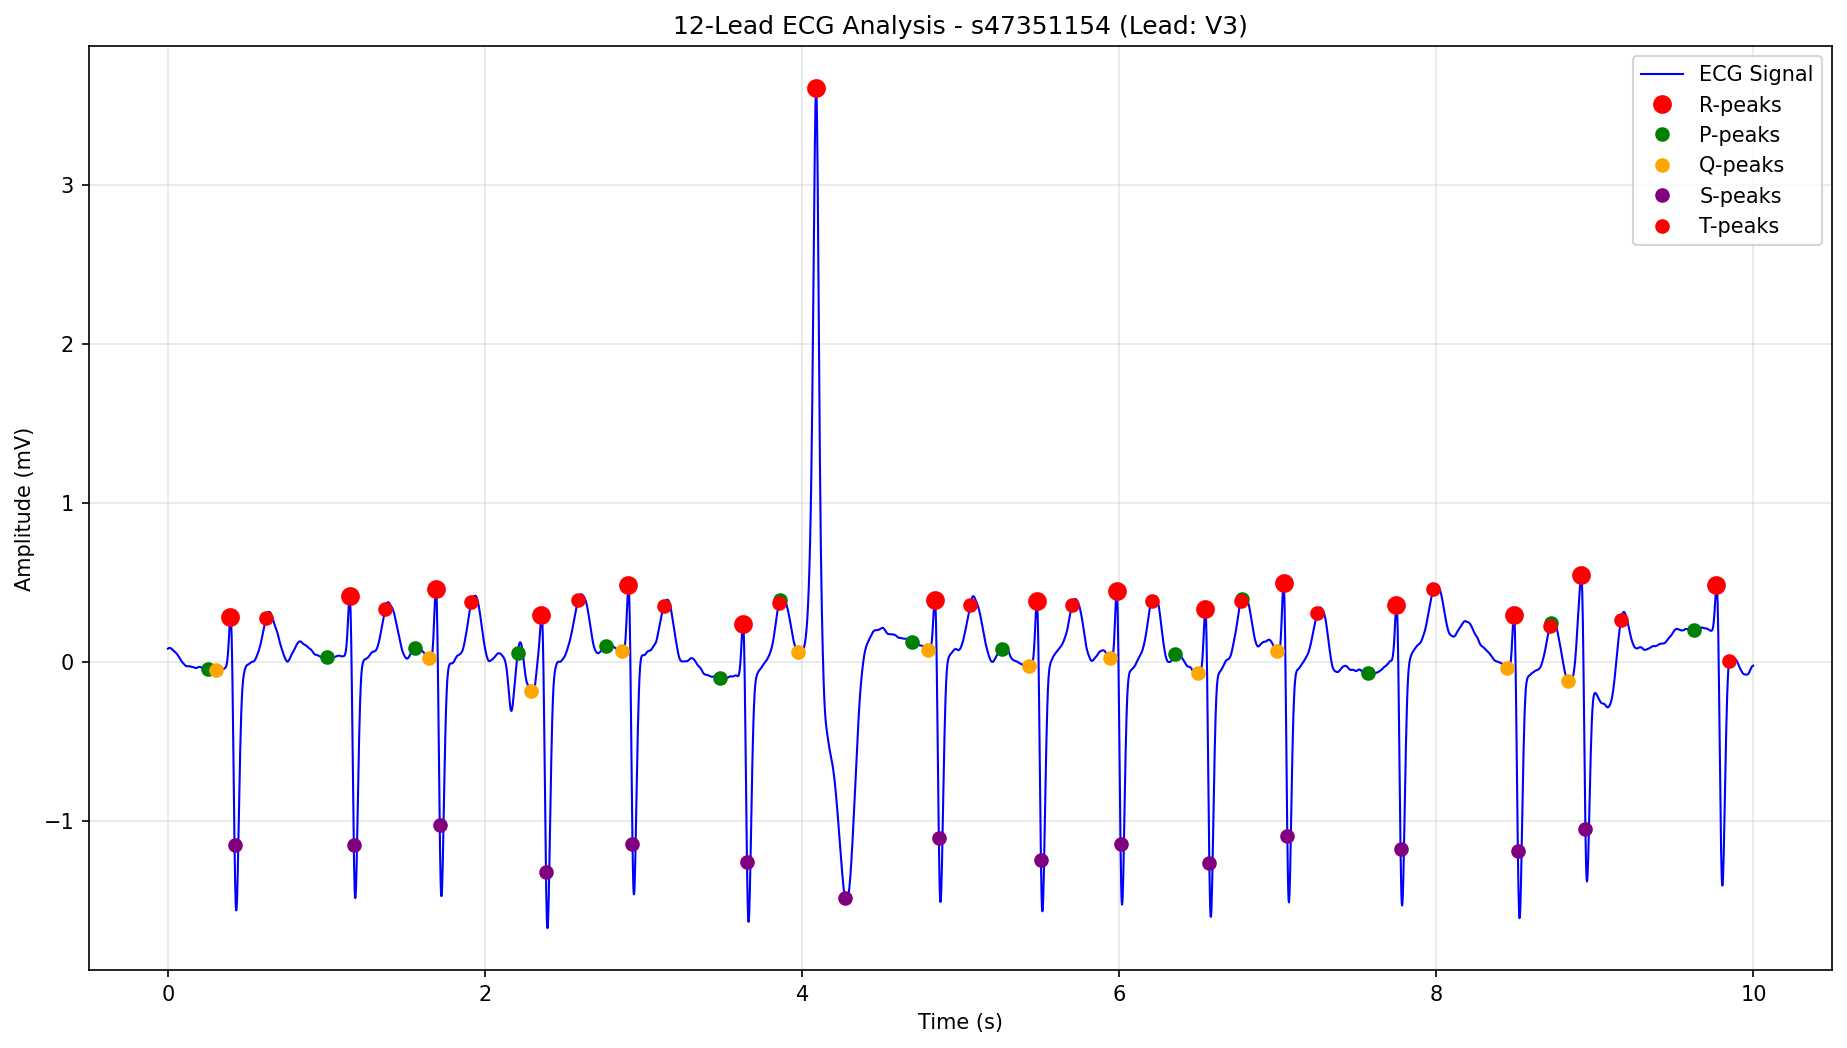 12-Lead ECG Analysis - s47351154 (Lead: V3)
ECG Signal
R-peaks
P-peaks
Q-peaks
S-peaks
T-peaks
Amplitude (mV)
3
2
1
0
−1
0 2 4 6 8 10
Time (s)